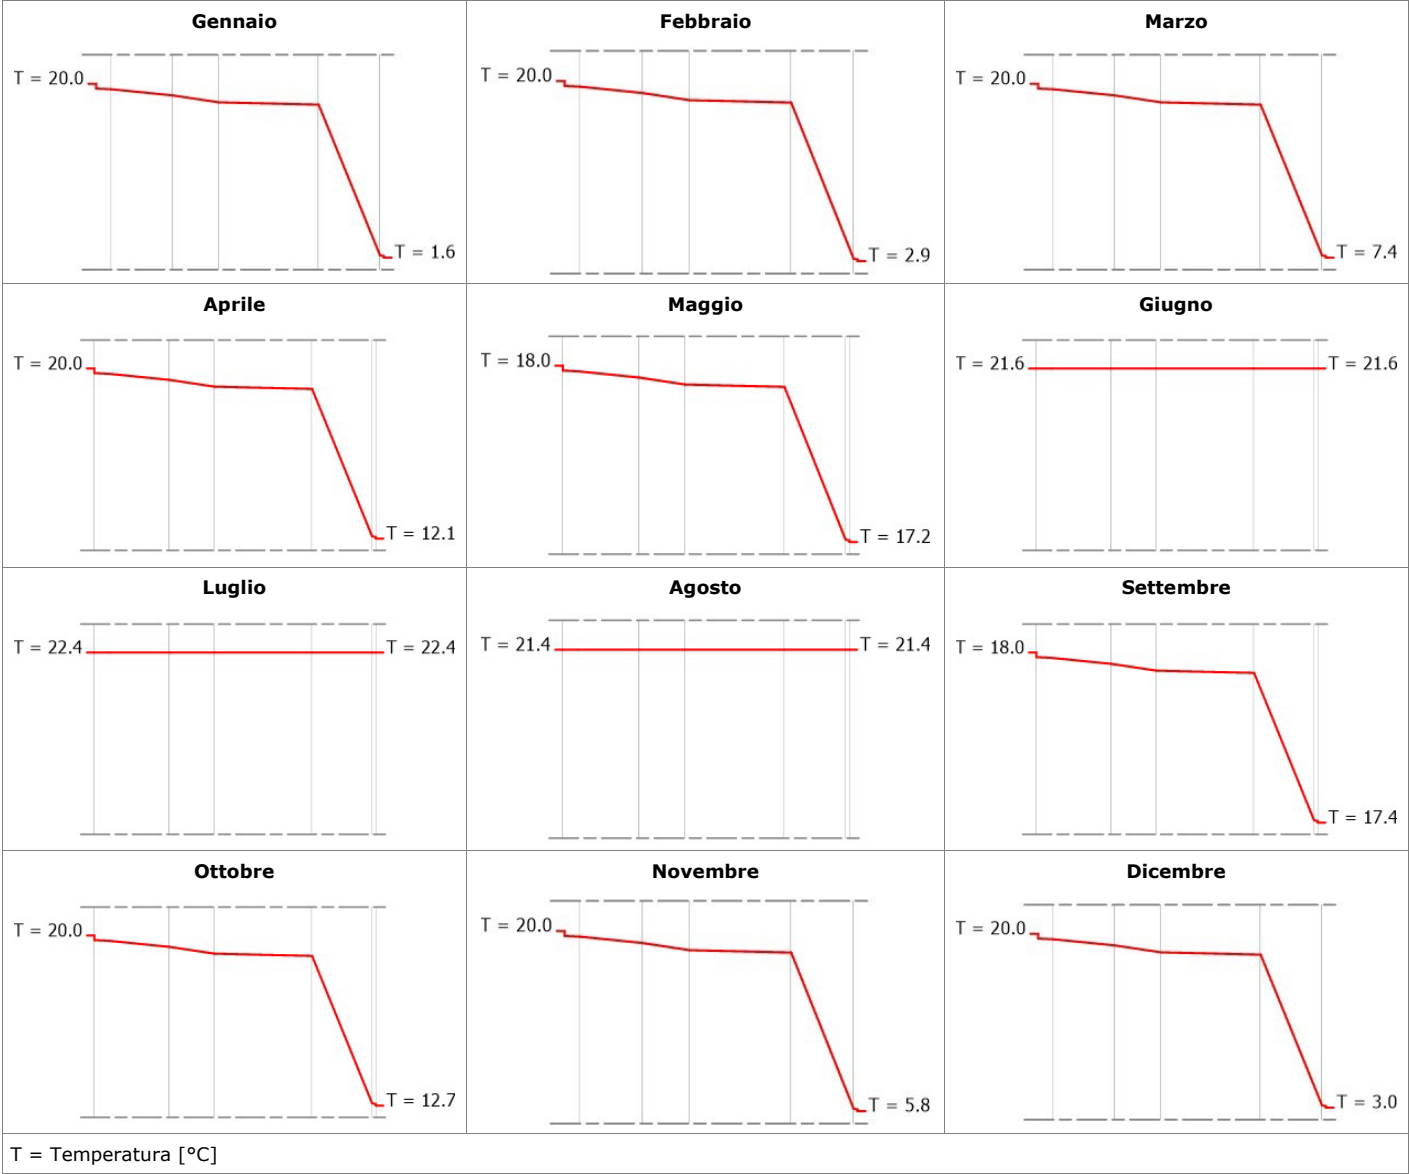 Gennaio
T = 20.0
T = 1.6
Febbraio
T = 20.0
T = 2.9
Marzo
T = 20.0
T = 7.4
Aprile
T = 20.0
T = 12.1
Maggio
T = 18.0
T = 17.2
Giugno
T = 21.6
T = 21.6
Luglio
T = 22.4
T = 22.4
Agosto
T = 21.4
T = 21.4
Settembre
T = 18.0
T = 17.4
Ottobre
T = 20.0
T = 12.7
Novembre
T = 20.0
T = 5.8
Dicembre
T = 20.0
T = 3.0
T = Temperatura [°C]